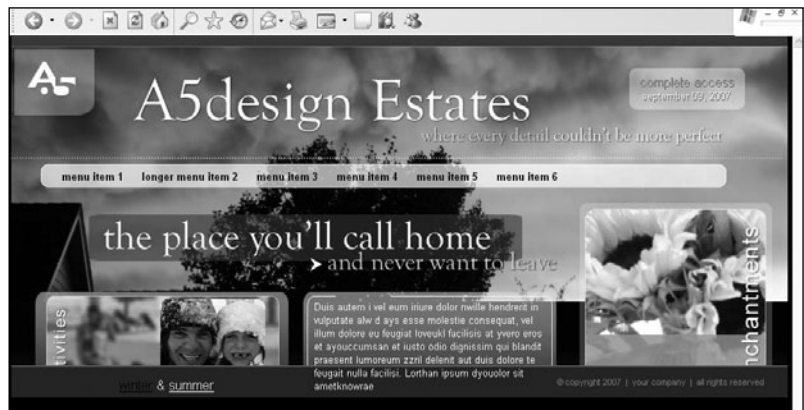 A5
A5design Estates
complete access
september 09, 2007
where every detail couldn't be more perfect
menu item 1 longer menu item 2 menu item 3 menu item 4 menu item 5 menu item 6
the place you'll call home
and never want to leave
tivities
Duis autem i vel eum iriure dolor nwille hendrerit in
vulputate alw d ays esse molestie consequat, vel
illum dolore eu feugiat loveukl facilisis at yvero eros
et ayouccumsan et iusto odio dignissim qui blandit
praesent lumoreum zzril delenit aut duis dolore te
feugait nulla facilisi. Lorthan ipsum dyouolor sit
ametknowrae
nchantments
winter & summer
© copyright 2007 | your company | all rights reserved